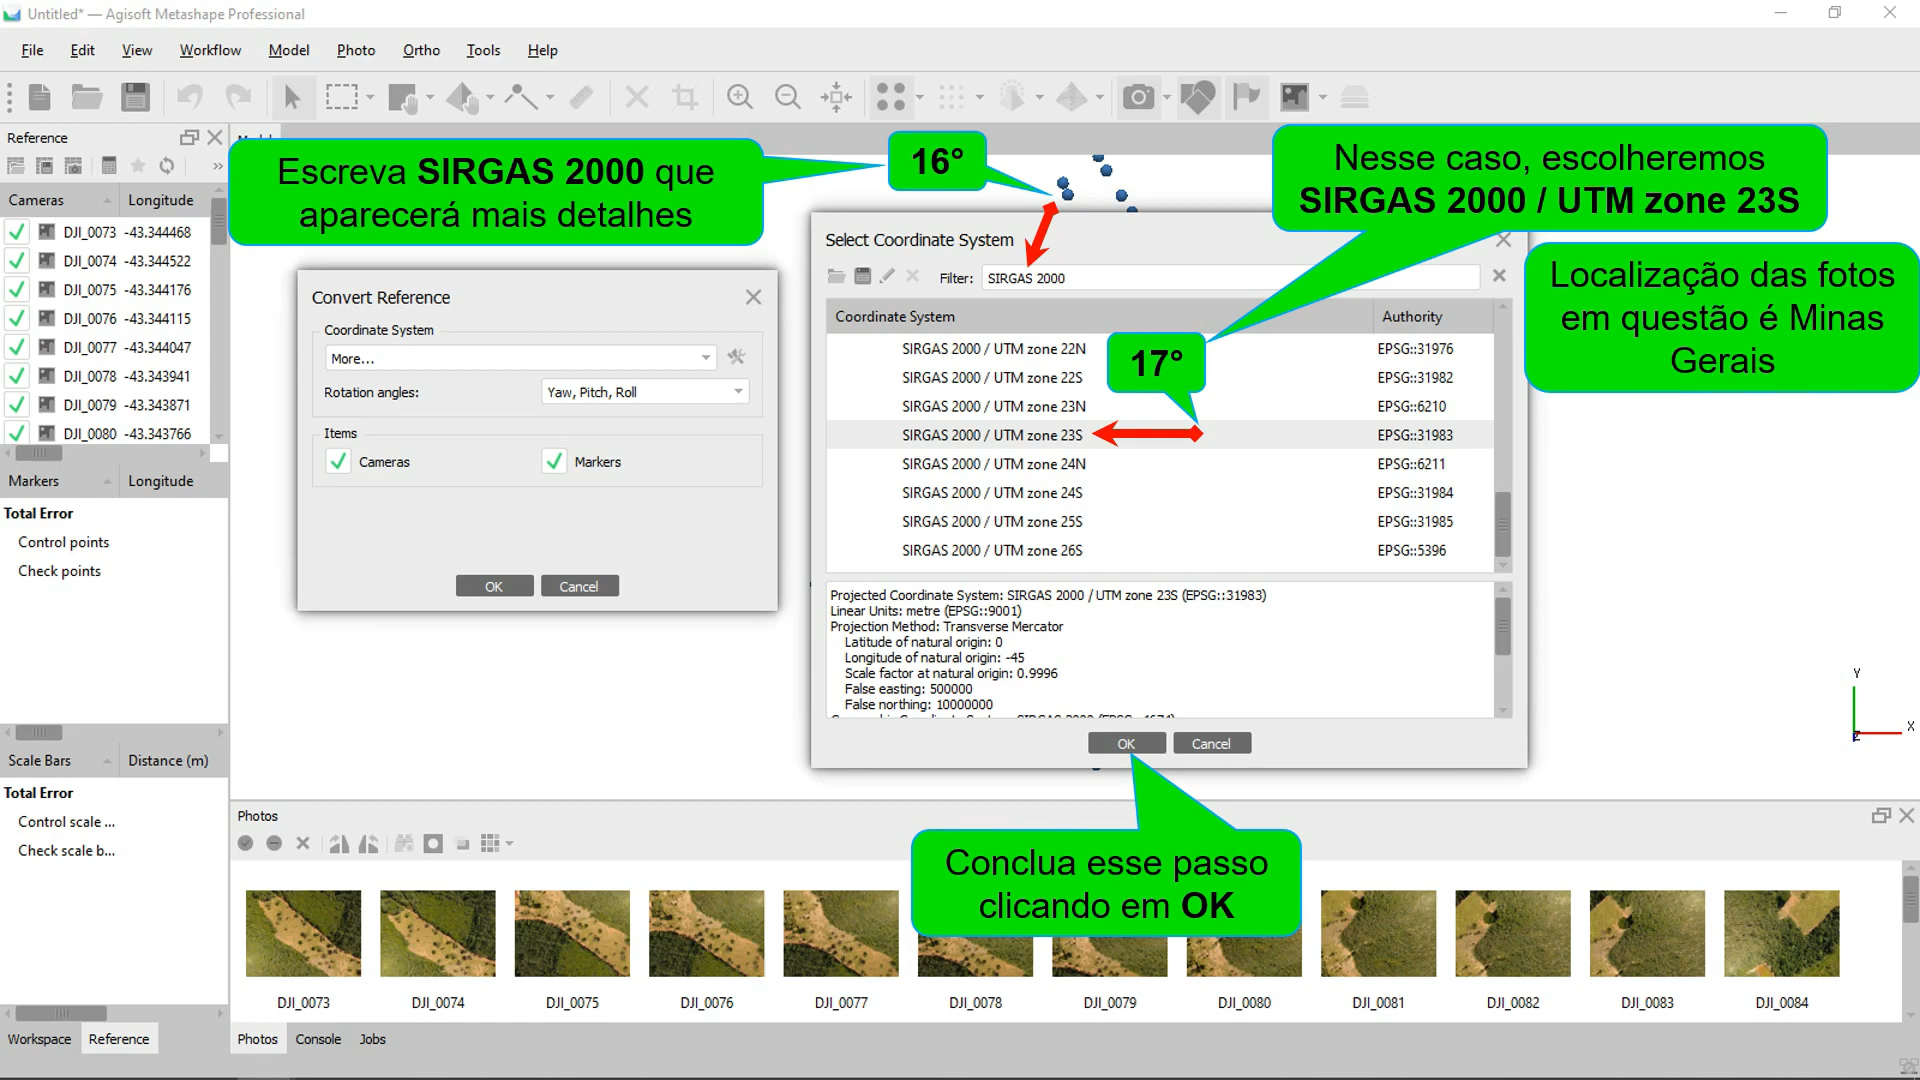 Untitled* — Agisoft Metashape Professional
File Edit View Workflow Model Photo Ortho Tools Help
Reference
Cameras Longitude
DJI_0073 -43.344468
DJI_0074 -43.344522
DJI_0075 -43.344176
DJI_0076 -43.344115
DJI_0077 -43.344047
DJI_0078 -43.343941
DJI_0079 -43.343871
DJI_0080 -43.343766
Markers Longitude
Total Error
Control points
Check points
Scale Bars Distance (m)
Total Error
Control scale ...
Check scale b...
Workspace Reference
Escreva SIRGAS 2000 que
aparecerá mais detalhes
16°
Nesse caso, escolheremos
SIRGAS 2000 / UTM zone 23S
Localização das fotos
em questão é Minas
Gerais
Convert Reference
Coordinate System
More...
Rotation angles: Yaw, Pitch, Roll
Items
Cameras Markers
OK Cancel
Select Coordinate System
Filter: SIRGAS 2000
Coordinate System Authority
SIRGAS 2000 / UTM zone 22N EPSG::31976
SIRGAS 2000 / UTM zone 22S EPSG::31982
SIRGAS 2000 / UTM zone 23N EPSG::6210
SIRGAS 2000 / UTM zone 23S EPSG::31983
SIRGAS 2000 / UTM zone 24N EPSG::6211
SIRGAS 2000 / UTM zone 24S EPSG::31984
SIRGAS 2000 / UTM zone 25S EPSG::31985
SIRGAS 2000 / UTM zone 26S EPSG::5396
17°
Projected Coordinate System: SIRGAS 2000 / UTM zone 23S (EPSG::31983)
Linear Units: metre (EPSG::9001)
Projection Method: Transverse Mercator
Latitude of natural origin: 0
Longitude of natural origin: -45
Scale factor at natural origin: 0.9996
False easting: 500000
False northing: 10000000
OK Cancel
Conclua esse passo
clicando em OK
Y
X
Z
Photos
DJI_0073 DJI_0074 DJI_0075 DJI_0076 DJI_0077 DJI_0078 DJI_0079 DJI_0080 DJI_0081 DJI_0082 DJI_0083 DJI_0084
Photos Console Jobs